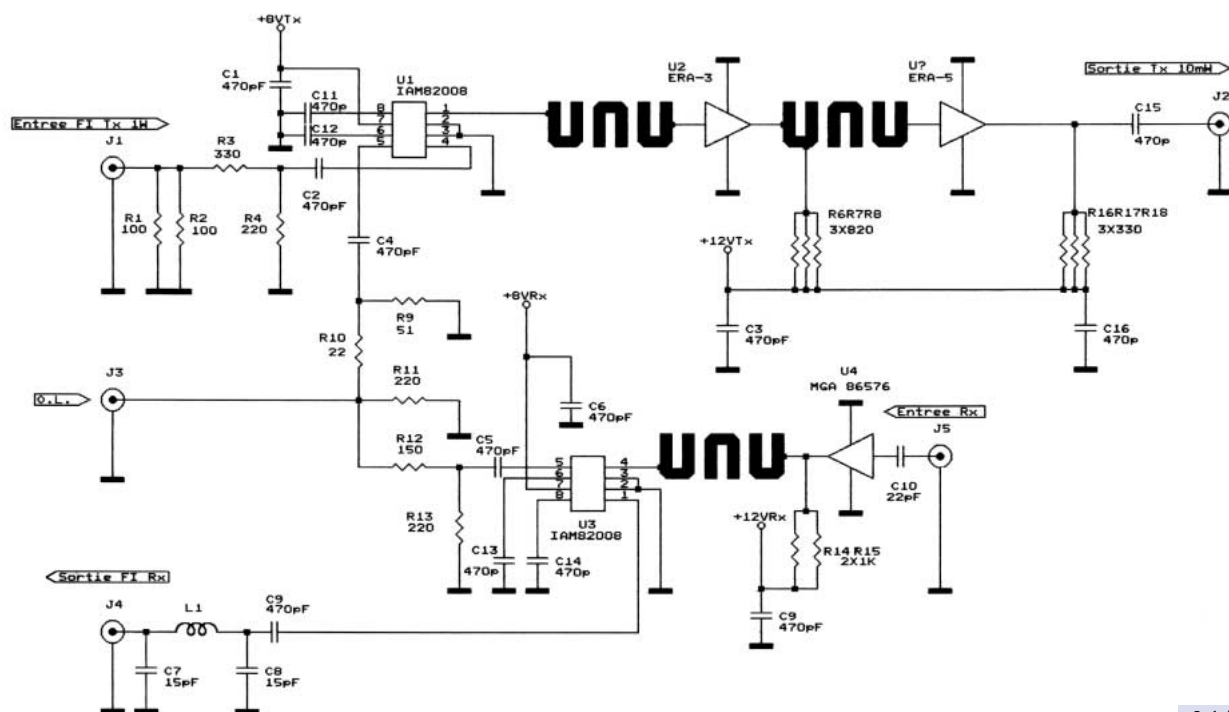 +8VTx
C1
470pF
C11
470p
C12
470p
U1
IAM82008
8
7
6
5
1
2
3
4
U2
ERA-3
U?
ERA-5
Sortie Tx 10mW
J2
C15
470p
Entree FI Tx 1W
J1
R3
330
C2
470pF
R1
100
R2
100
R4
220
C4
470pF
R6R7R8
3X820
R16R17R18
3X330
+12VTx
C3
470pF
C16
470p
R9
51
R10
22
+8VRx
J3
O.L.
R11
220
C6
470pF
U4
MGA 86576
Entree Rx
J5
R12
150
C5
470pF
5
6
7
8
4
3
2
1
C10
22pF
R13
220
U3
IAM82008
+12VRx
C13
470p
C14
470p
R14 R15
2X1K
Sortie FI Rx
J4
L1
C9
470pF
C9
470pF
C7
15pF
C8
15pF